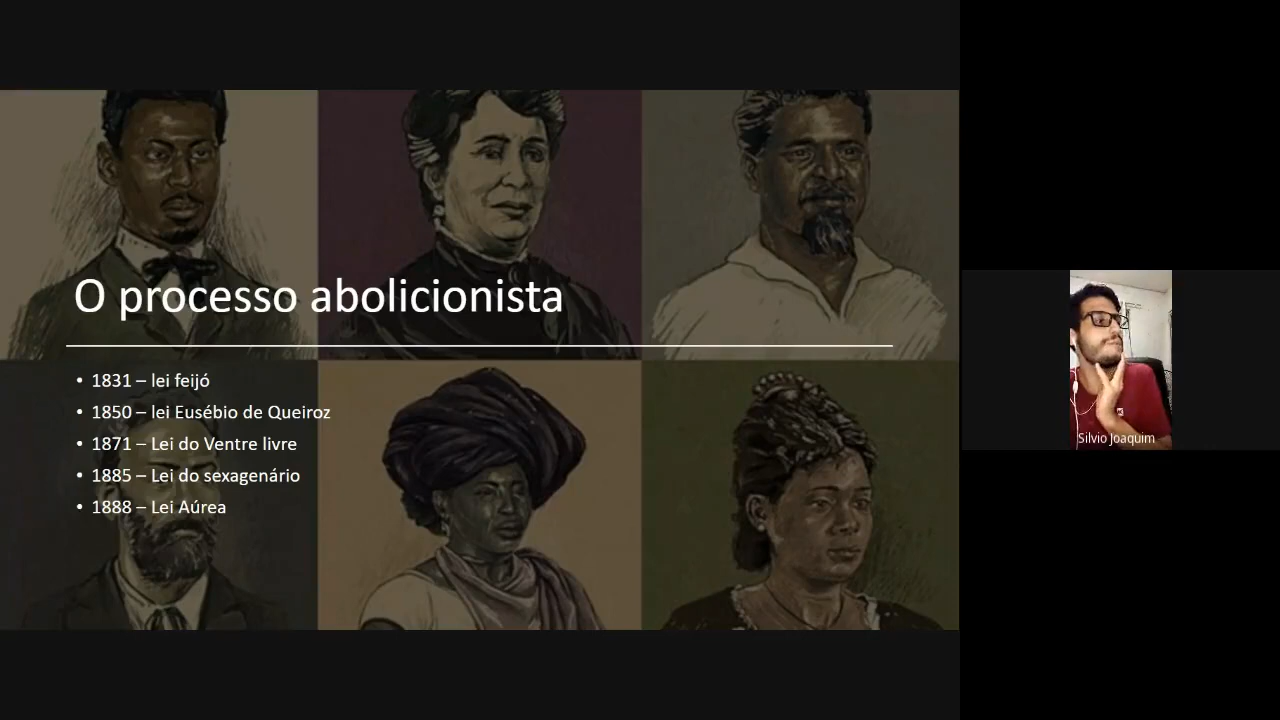 O processo abolicionista
• 1831 – lei feijó
• 1850 – lei Eusébio de Queiroz
• 1871 – Lei do Ventre livre
• 1885 – Lei do sexagenário
• 1888 – Lei Aúrea
Silvio Joaquim